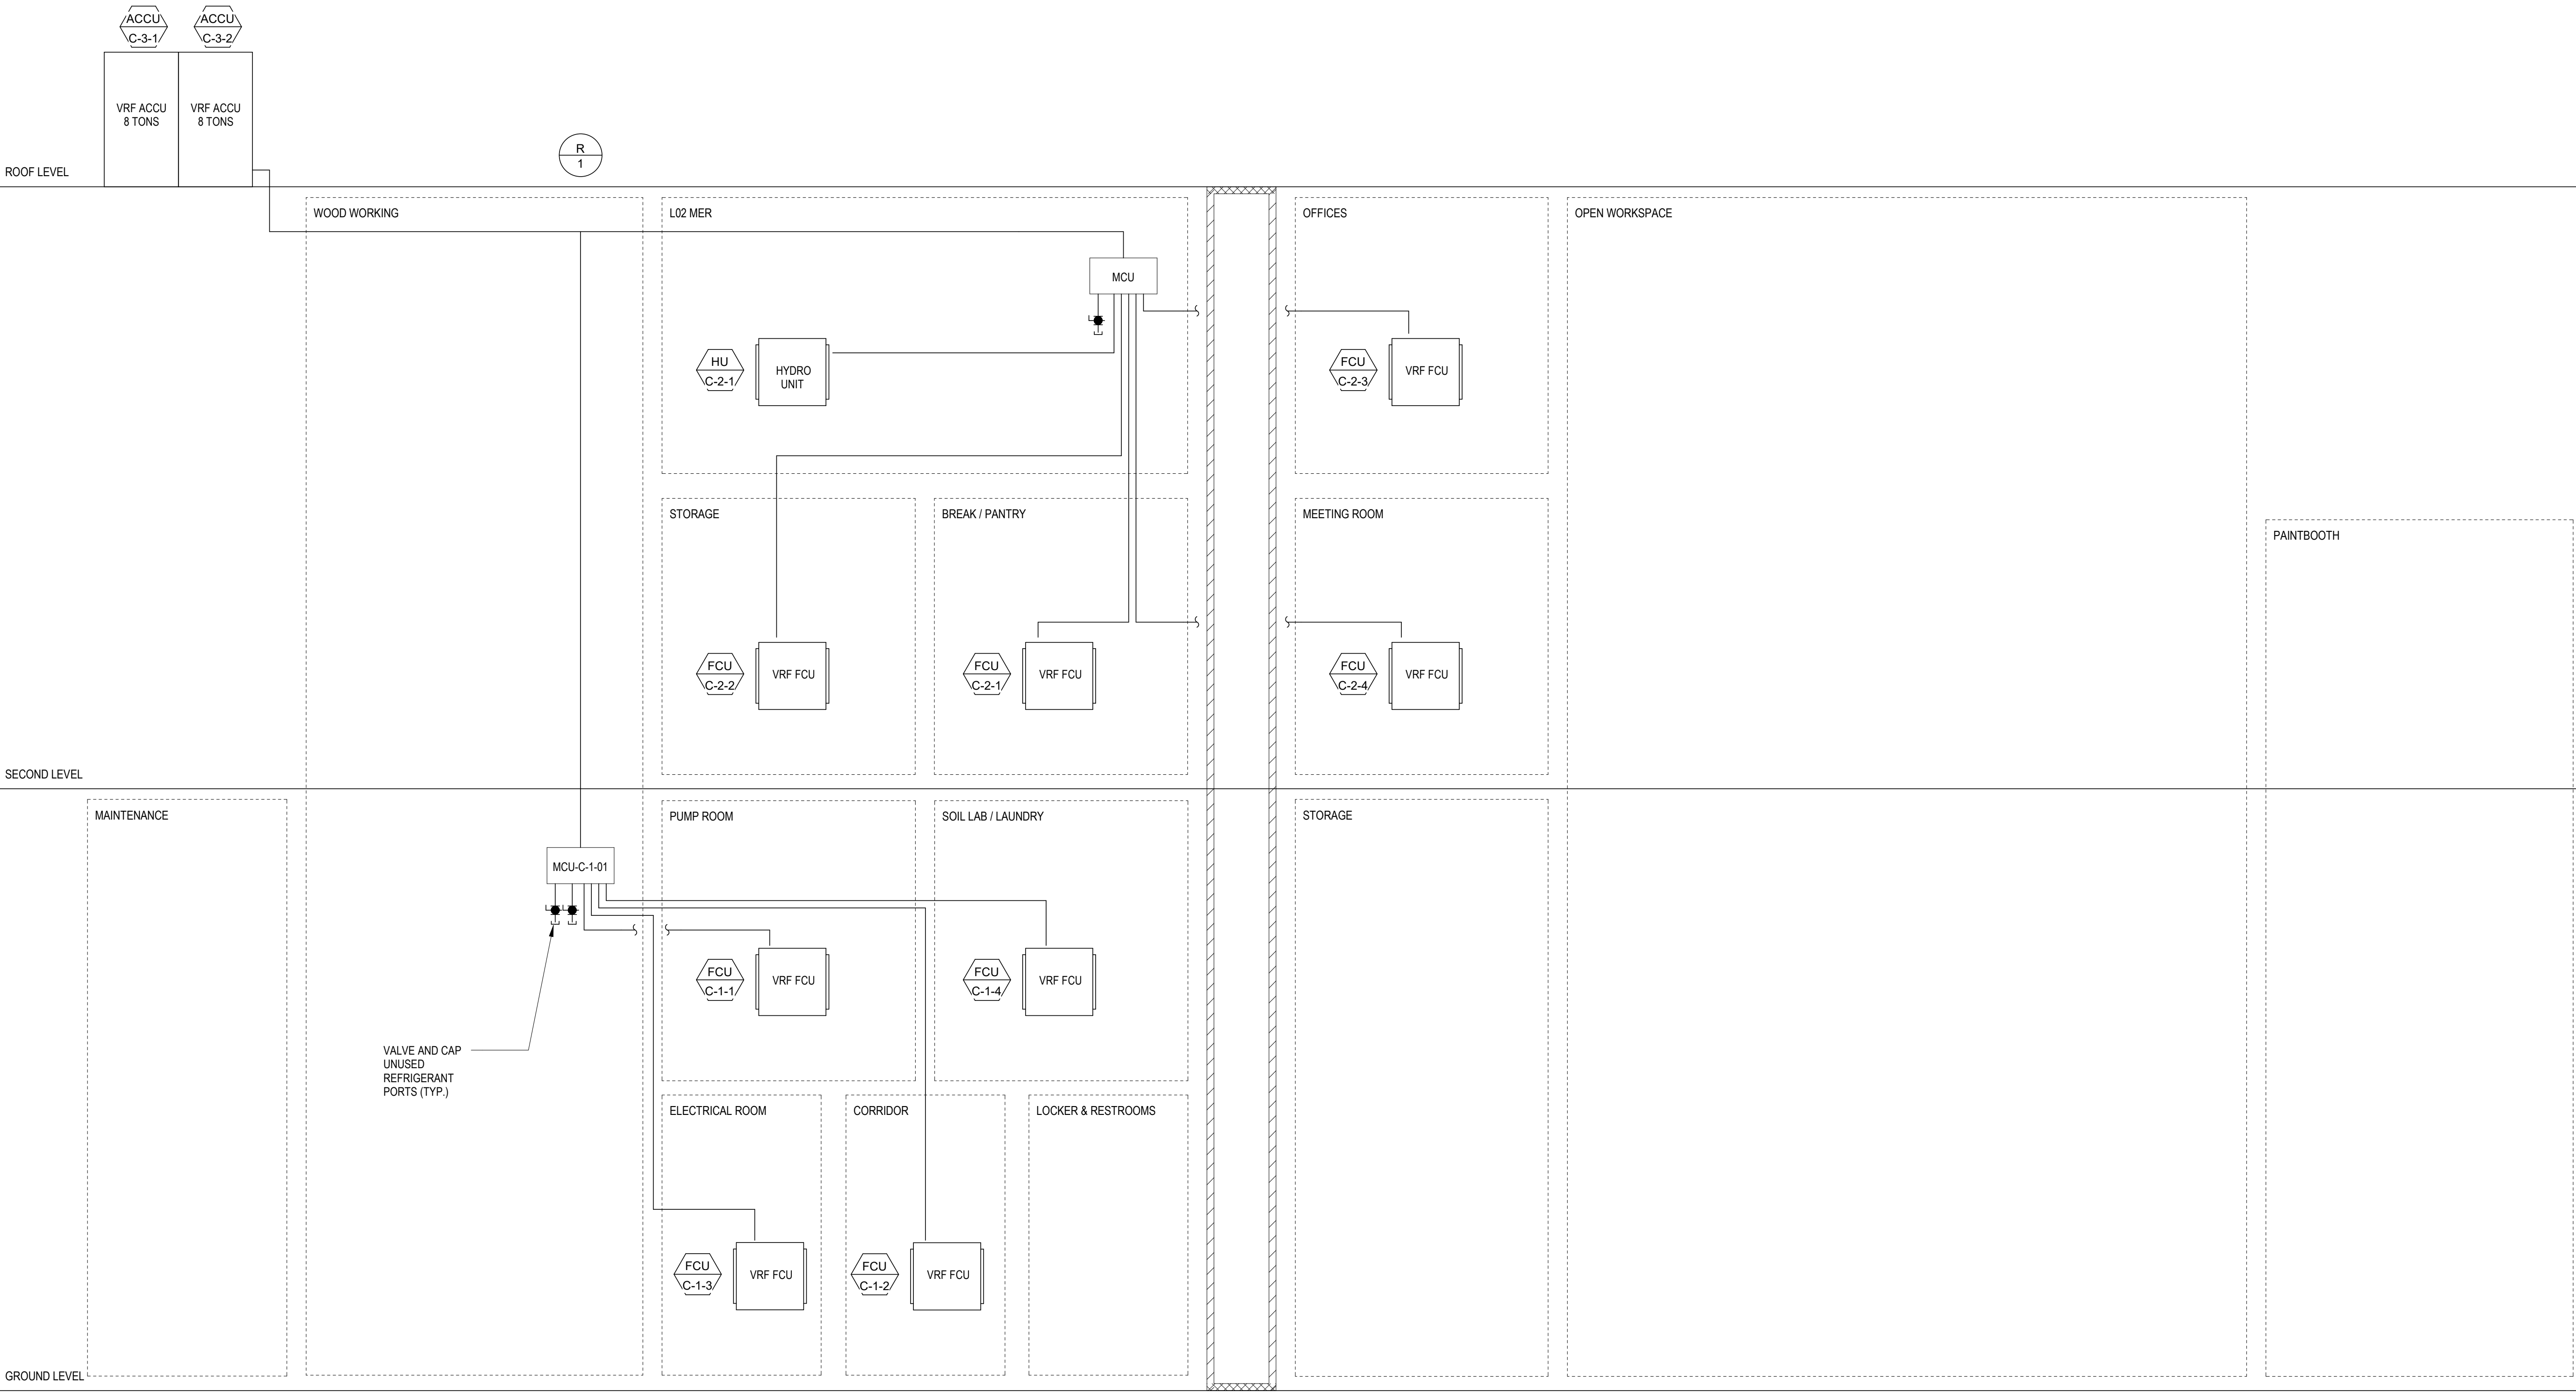 ACCU
C-3-1
ACCU
C-3-2
VRF ACCU
8 TONS
VRF ACCU
8 TONS
R
1
ROOF LEVEL
WOOD WORKING
L02 MER
OFFICES
OPEN WORKSPACE
MCU
HU
C-2-1
HYDRO
UNIT
FCU
C-2-3
VRF FCU
STORAGE
BREAK / PANTRY
MEETING ROOM
PAINTBOOTH
FCU
C-2-2
VRF FCU
FCU
C-2-1
VRF FCU
FCU
C-2-4
VRF FCU
SECOND LEVEL
MAINTENANCE
PUMP ROOM
SOIL LAB / LAUNDRY
STORAGE
MCU-C-1-01
FCU
C-1-1
VRF FCU
FCU
C-1-4
VRF FCU
VALVE AND CAP
UNUSED
REFRIGERANT
PORTS (TYP.)
ELECTRICAL ROOM
CORRIDOR
LOCKER & RESTROOMS
FCU
C-1-3
VRF FCU
FCU
C-1-2
VRF FCU
GROUND LEVEL